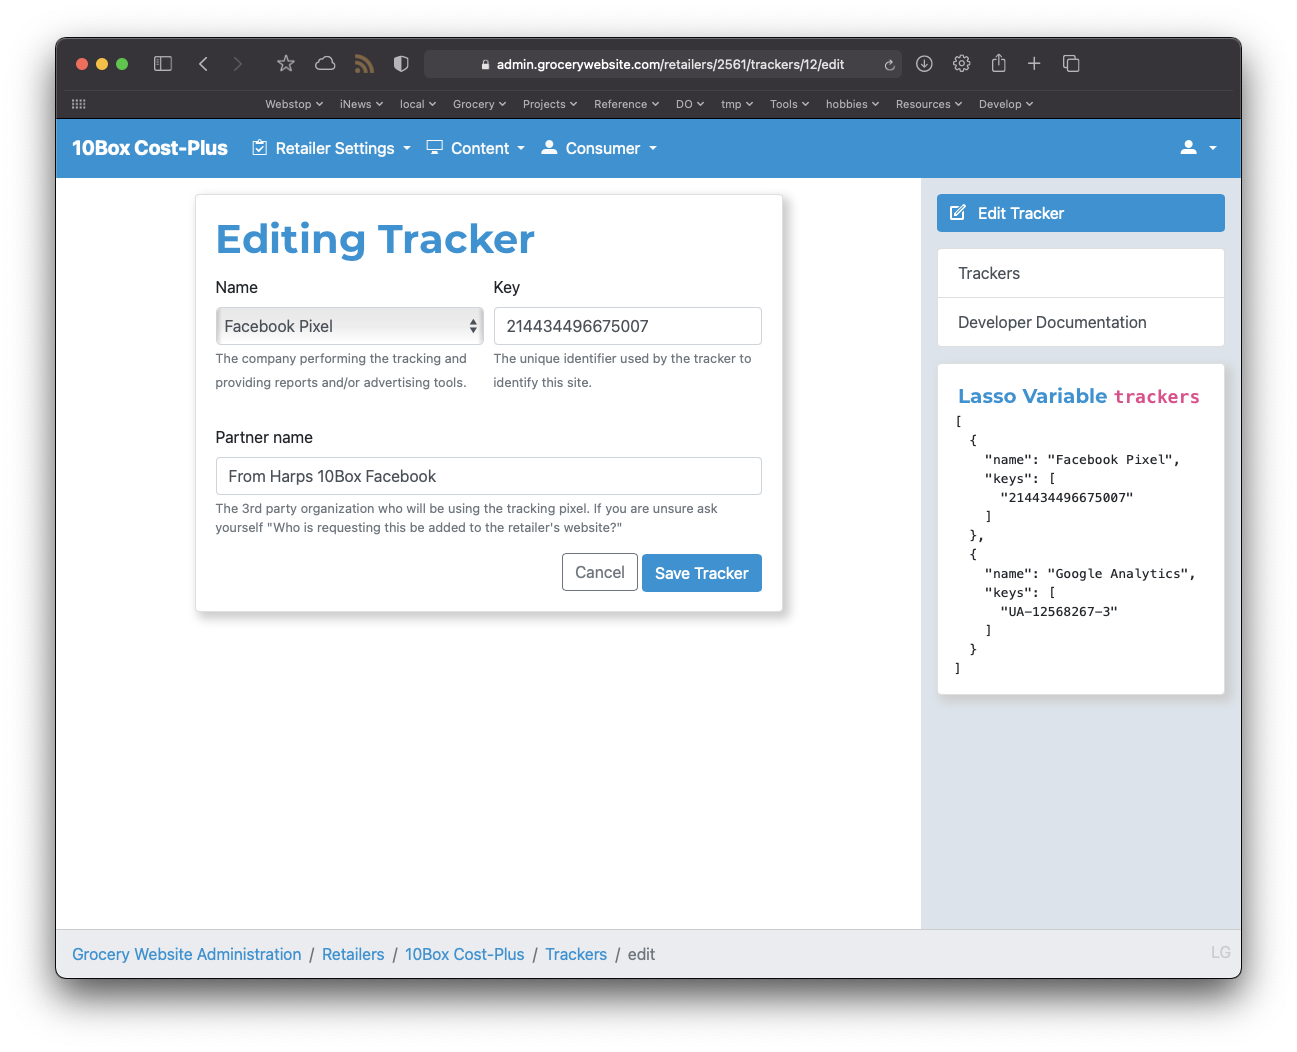 admin.grocerywebsite.com/retailers/2561/trackers/12/edit
Webstop iNews local Grocery Projects Reference DO tmp Tools hobbies Resources Develop
10Box Cost-Plus Retailer Settings Content Consumer
Editing Tracker
Name Key
Facebook Pixel 214434496675007
The company performing the tracking and
providing reports and/or advertising tools.
The unique identifier used by the tracker to
identify this site.
Partner name
From Harps 10Box Facebook
The 3rd party organization who will be using the tracking pixel. If you are unsure ask
yourself "Who is requesting this be added to the retailer's website?"
Cancel Save Tracker
Edit Tracker
Trackers
Developer Documentation
Lasso Variable trackers
[
  {
    "name": "Facebook Pixel",
    "keys": [
      "214434496675007"
    ]
  },
  {
    "name": "Google Analytics",
    "keys": [
      "UA-12568267-3"
    ]
  }
]
Grocery Website Administration / Retailers / 10Box Cost-Plus / Trackers / edit
LG